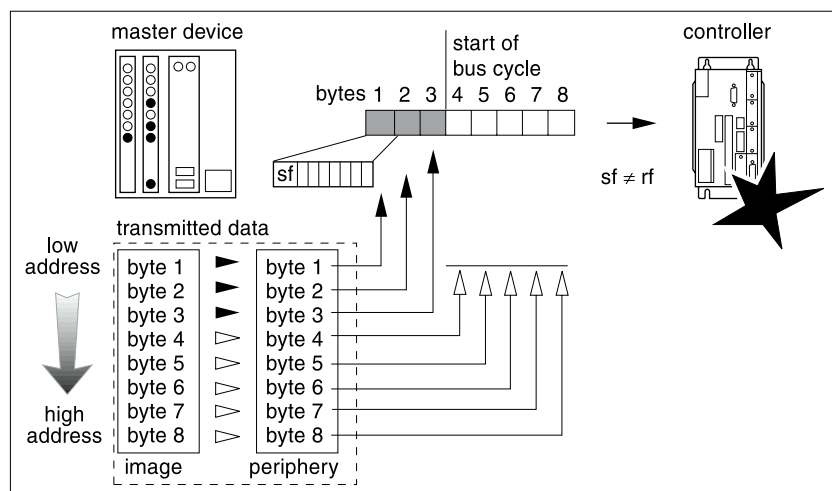 master device
start of
bus cycle
controller
bytes 1 2 3 4 5 6 7 8
sf
sf ≠ rf
transmitted data
low
address
high
address
byte 1
byte 2
byte 3
byte 4
byte 5
byte 6
byte 7
byte 8
image
byte 1
byte 2
byte 3
byte 4
byte 5
byte 6
byte 7
byte 8
periphery